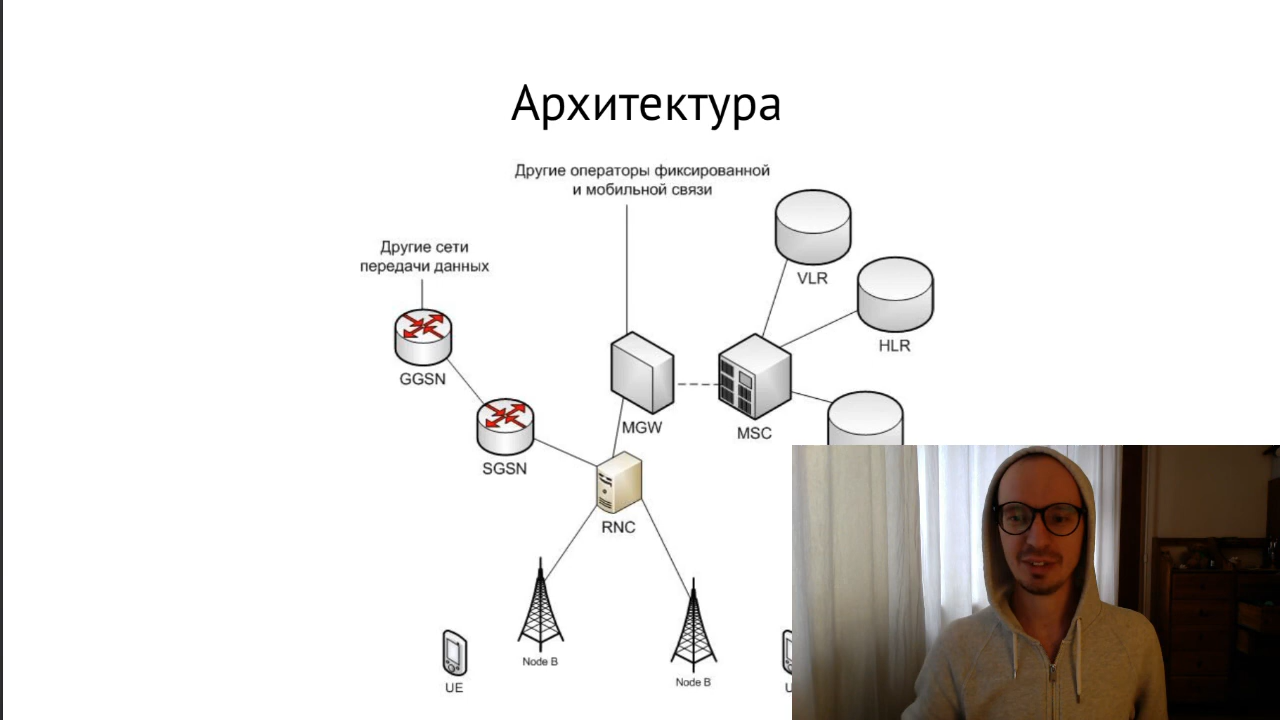 Архитектура
Другие операторы фиксированной
и мобильной связи
Другие сети
передачи данных
VLR
HLR
GGSN
MGW
MSC
SGSN
RNC
Node B
Node B
UE